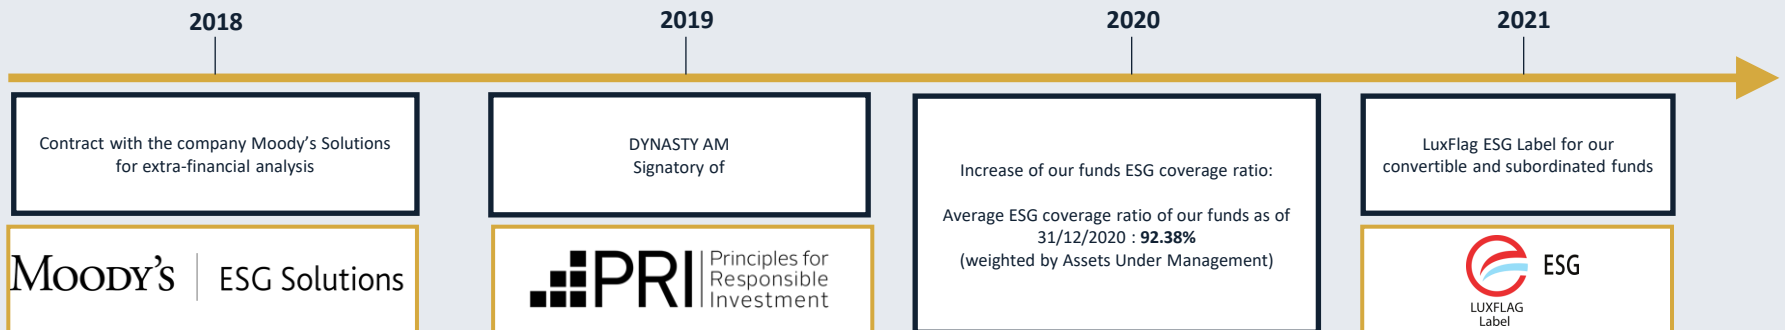 2018
2019
2020
2021
Contract with the company Moody's Solutions
for extra-financial analysis
MOODY'S | ESG Solutions
DYNASTY AM
Signatory of
PRI
Principles for
Responsible
Investment
Increase of our funds ESG coverage ratio:
Average ESG coverage ratio of our funds as of
31/12/2020 : 92.38%
(weighted by Assets Under Management)
LuxFlag ESG Label for our
convertible and subordinated funds
ESG
LUXFLAG
Label